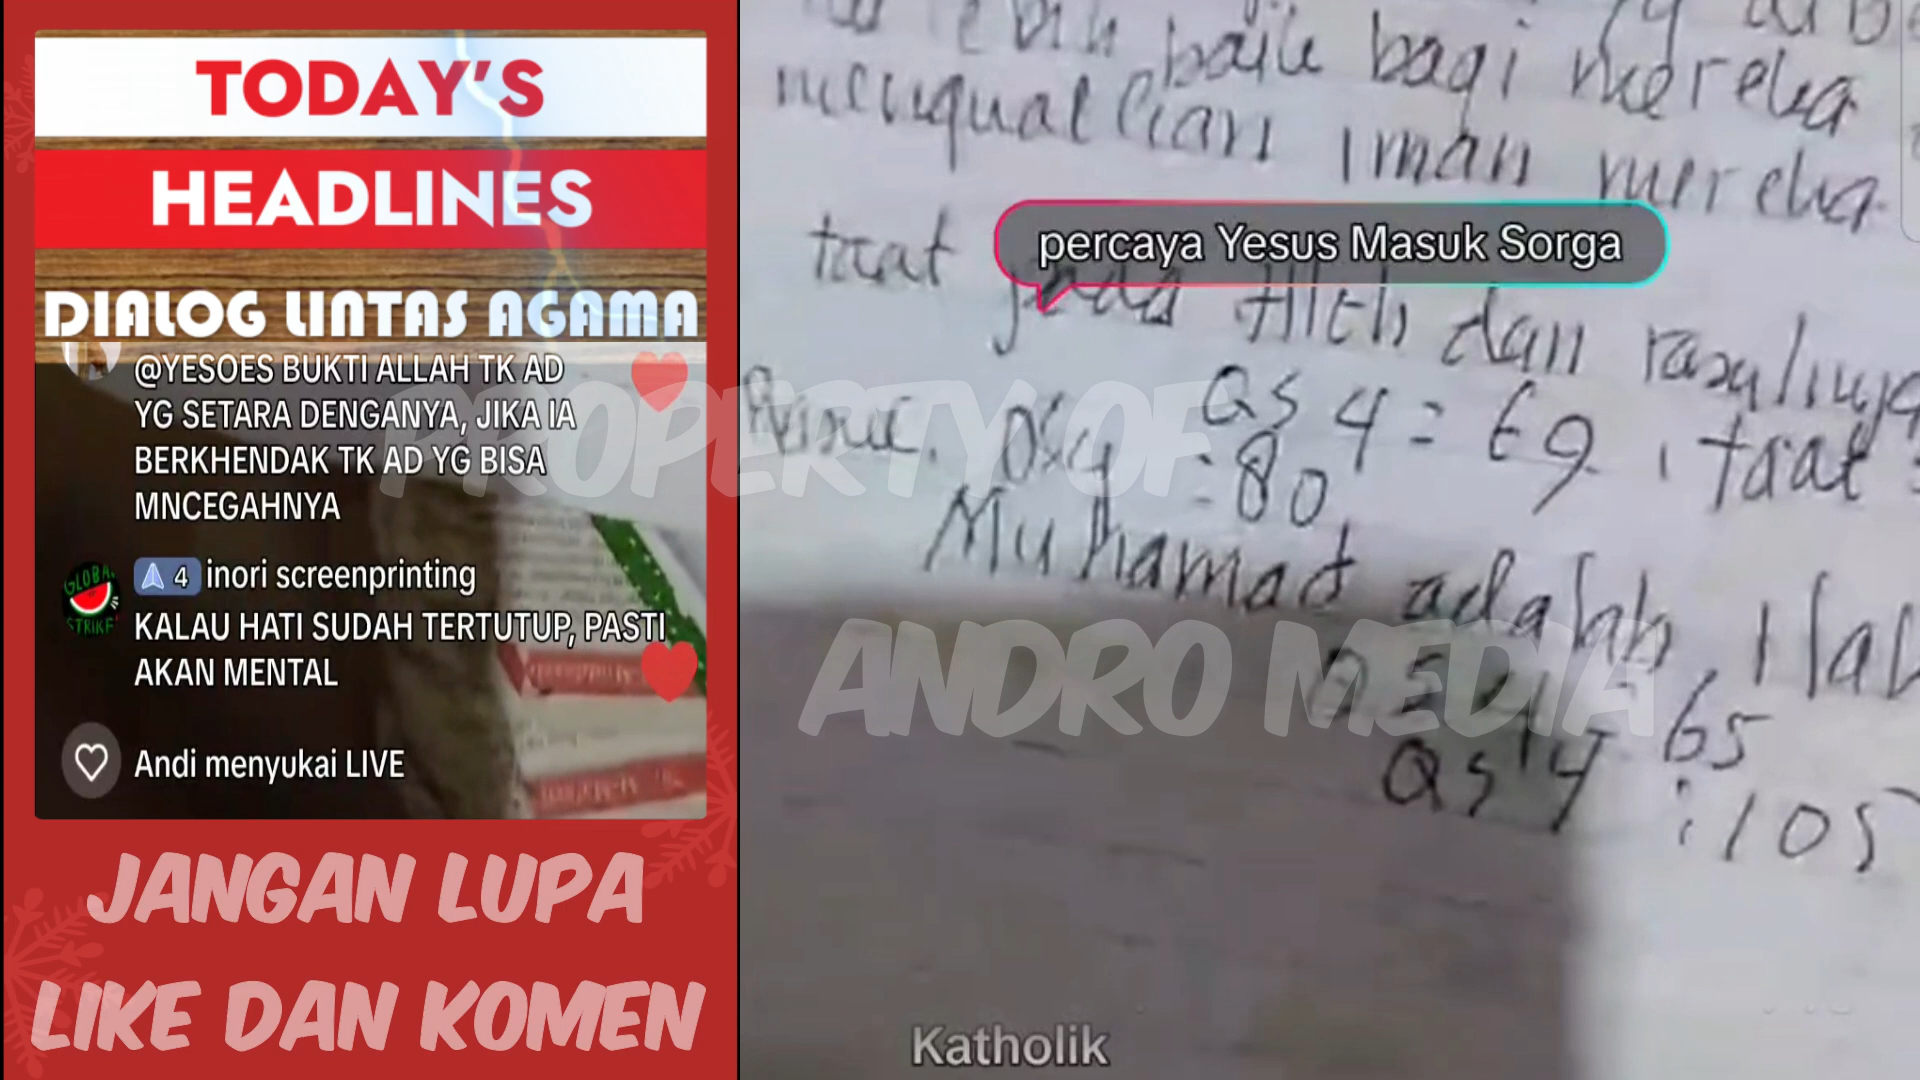 TODAY'S
HEADLINES
DIALOG LINTAS AGAMA
@YESOES BUKTI ALLAH TK AD
YG SETARA DENGANYA, JIKA IA
BERKHENDAK TK AD YG BISA
MNCEGAHNYA
GLOBAL
STRIKE
4 inori screenprinting
KALAU HATI SUDAH TERTUTUP, PASTI
AKAN MENTAL
Andi menyukai LIVE
JANGAN LUPA
LIKE DAN KOMEN
baik bagi mereka
iman mereka
percaya Yesus Masuk Sorga
taat pada dan
QS 4 = 69, taat
: 80
Muhamad adalah
65
QS 4 : 105
PROPERTY OF
ANDRO MEDIA
Katholik